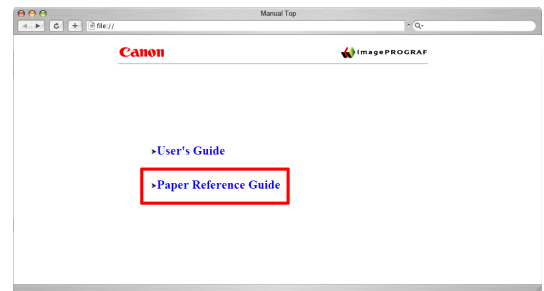 Manual Top
file://
Q
Canon
imagePROGRAF
➤User's Guide
➤Paper Reference Guide